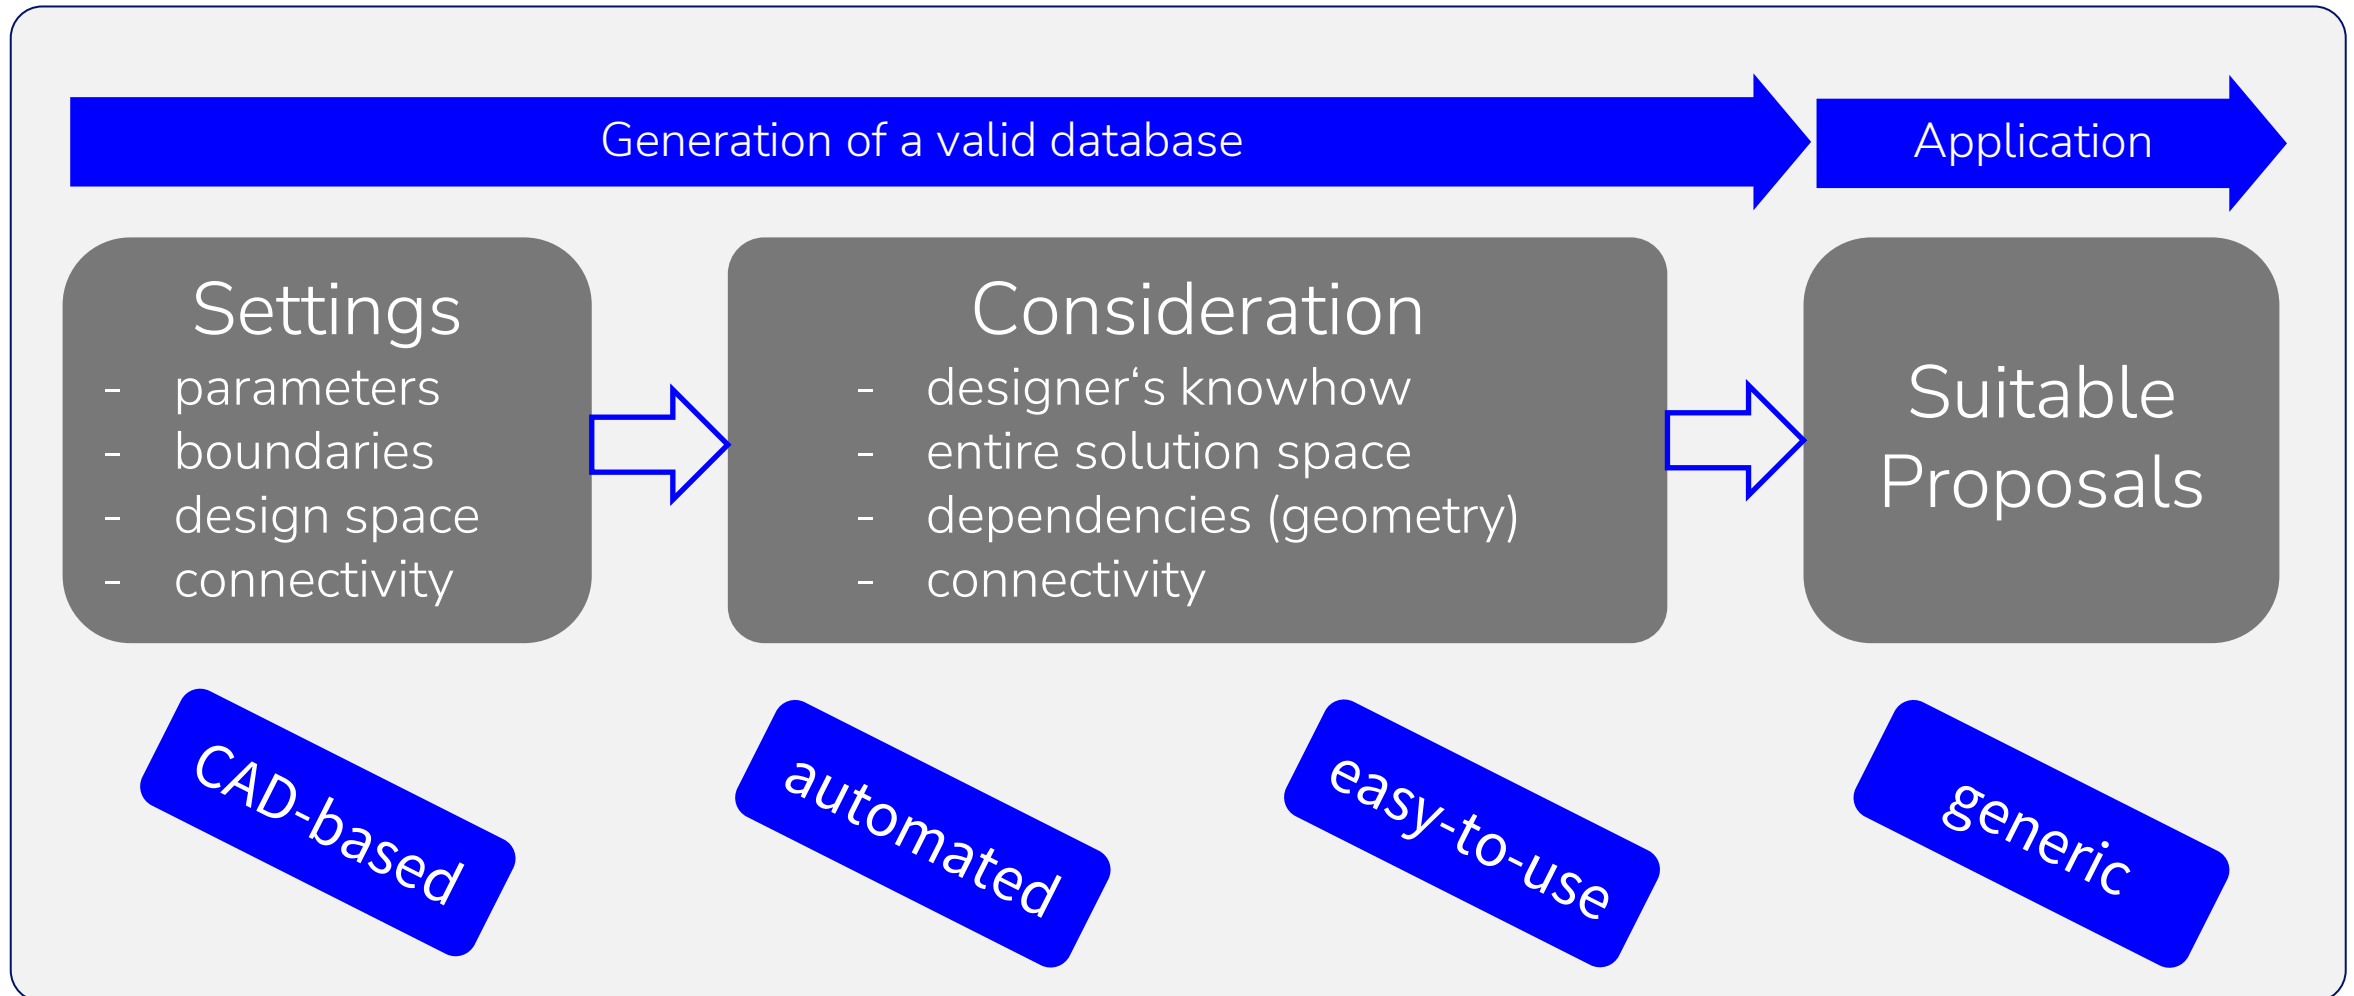 Generation of a valid database
Application
Settings
- parameters
- boundaries
- design space
- connectivity
Consideration
- designer‘s knowhow
- entire solution space
- dependencies (geometry)
- connectivity
Suitable
Proposals
CAD-based
automated
easy-to-use
generic